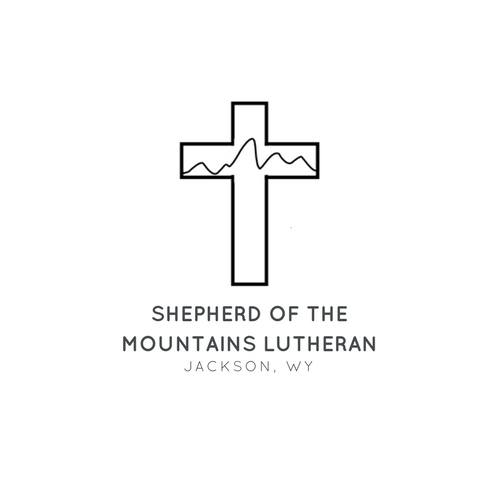 SHEPHERD OF THE
MOUNTAINS LUTHERAN
JACKSON, WY